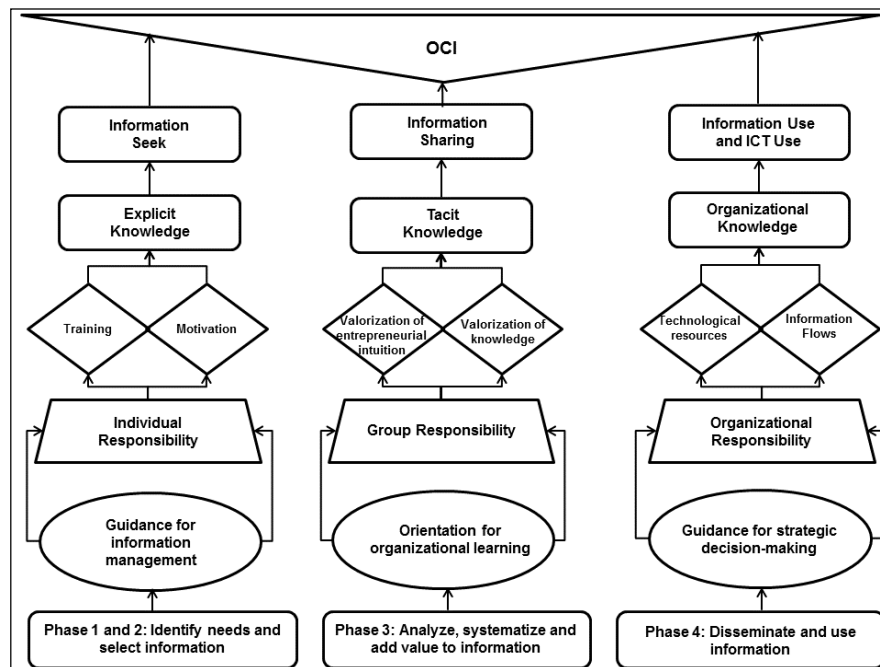 OCI
Information
Seek
Information
Sharing
Information Use
and ICT Use
Explicit
Knowledge
Tacit
Knowledge
Organizational
Knowledge
Training
Motivation
Valorization of
entrepreneurial
intuition
Valorization of
knowledge
Technological
resources
Information
Flows
Individual
Responsibility
Group Responsibility
Organizational
Responsibility
Guidance for
information
management
Orientation for
organizational learning
Guidance for strategic
decision-making
Phase 1 and 2: Identify needs and
select information
Phase 3: Analyze, systematize and
add value to information
Phase 4: Disseminate and use
information